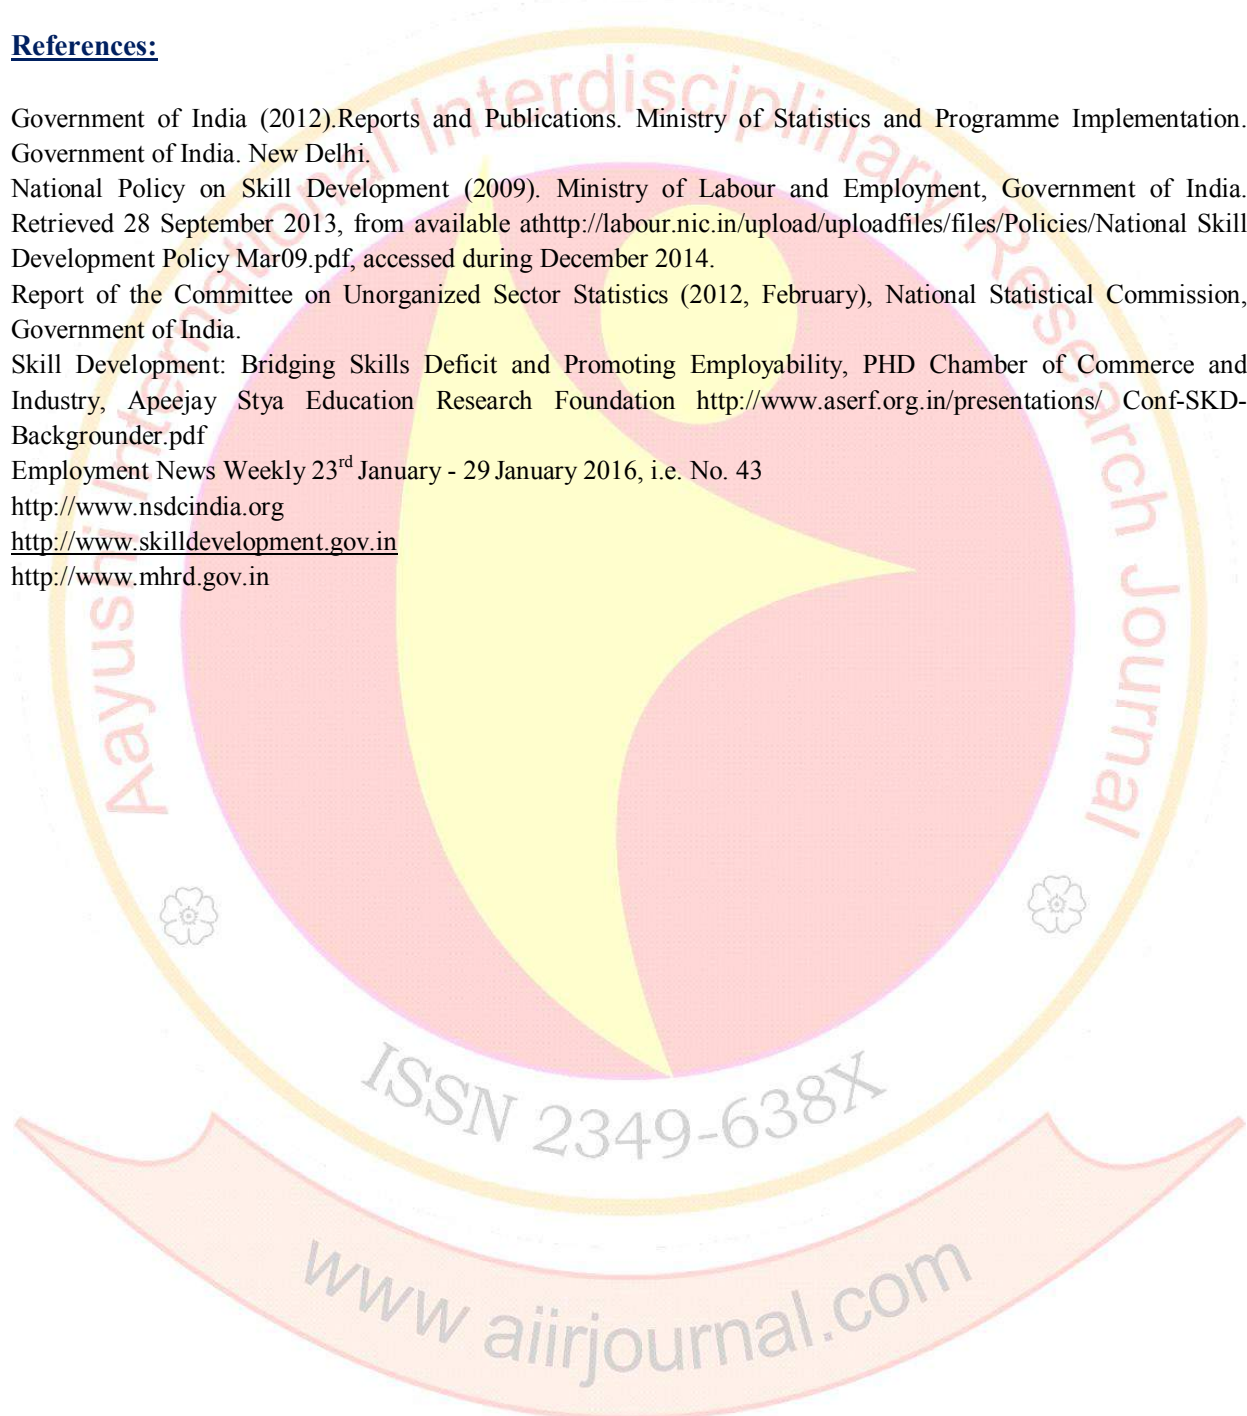 References:
Government of India (2012).Reports and Publications. Ministry of Statistics and Programme Implementation.
Government of India. New Delhi.
National Policy on Skill Development (2009). Ministry of Labour and Employment, Government of India.
Retrieved 28 September 2013, from available athttp://labour.nic.in/upload/uploadfiles/files/Policies/National Skill
Development Policy Mar09.pdf, accessed during December 2014.
Report of the Committee on Unorganized Sector Statistics (2012, February), National Statistical Commission,
Government of India.
Skill Development: Bridging Skills Deficit and Promoting Employability, PHD Chamber of Commerce and
Industry, Apeejay Stya Education Research Foundation http://www.aserf.org.in/presentations/ Conf-SKD-
Backgrounder.pdf
Employment News Weekly 23rd January - 29 January 2016, i.e. No. 43
http://www.nsdcindia.org
http://www.skilldevelopment.gov.in
http://www.mhrd.gov.in
Aayushi International Interdisciplinary Research Journal
ISSN 2349-638X
www aiirjournal.com